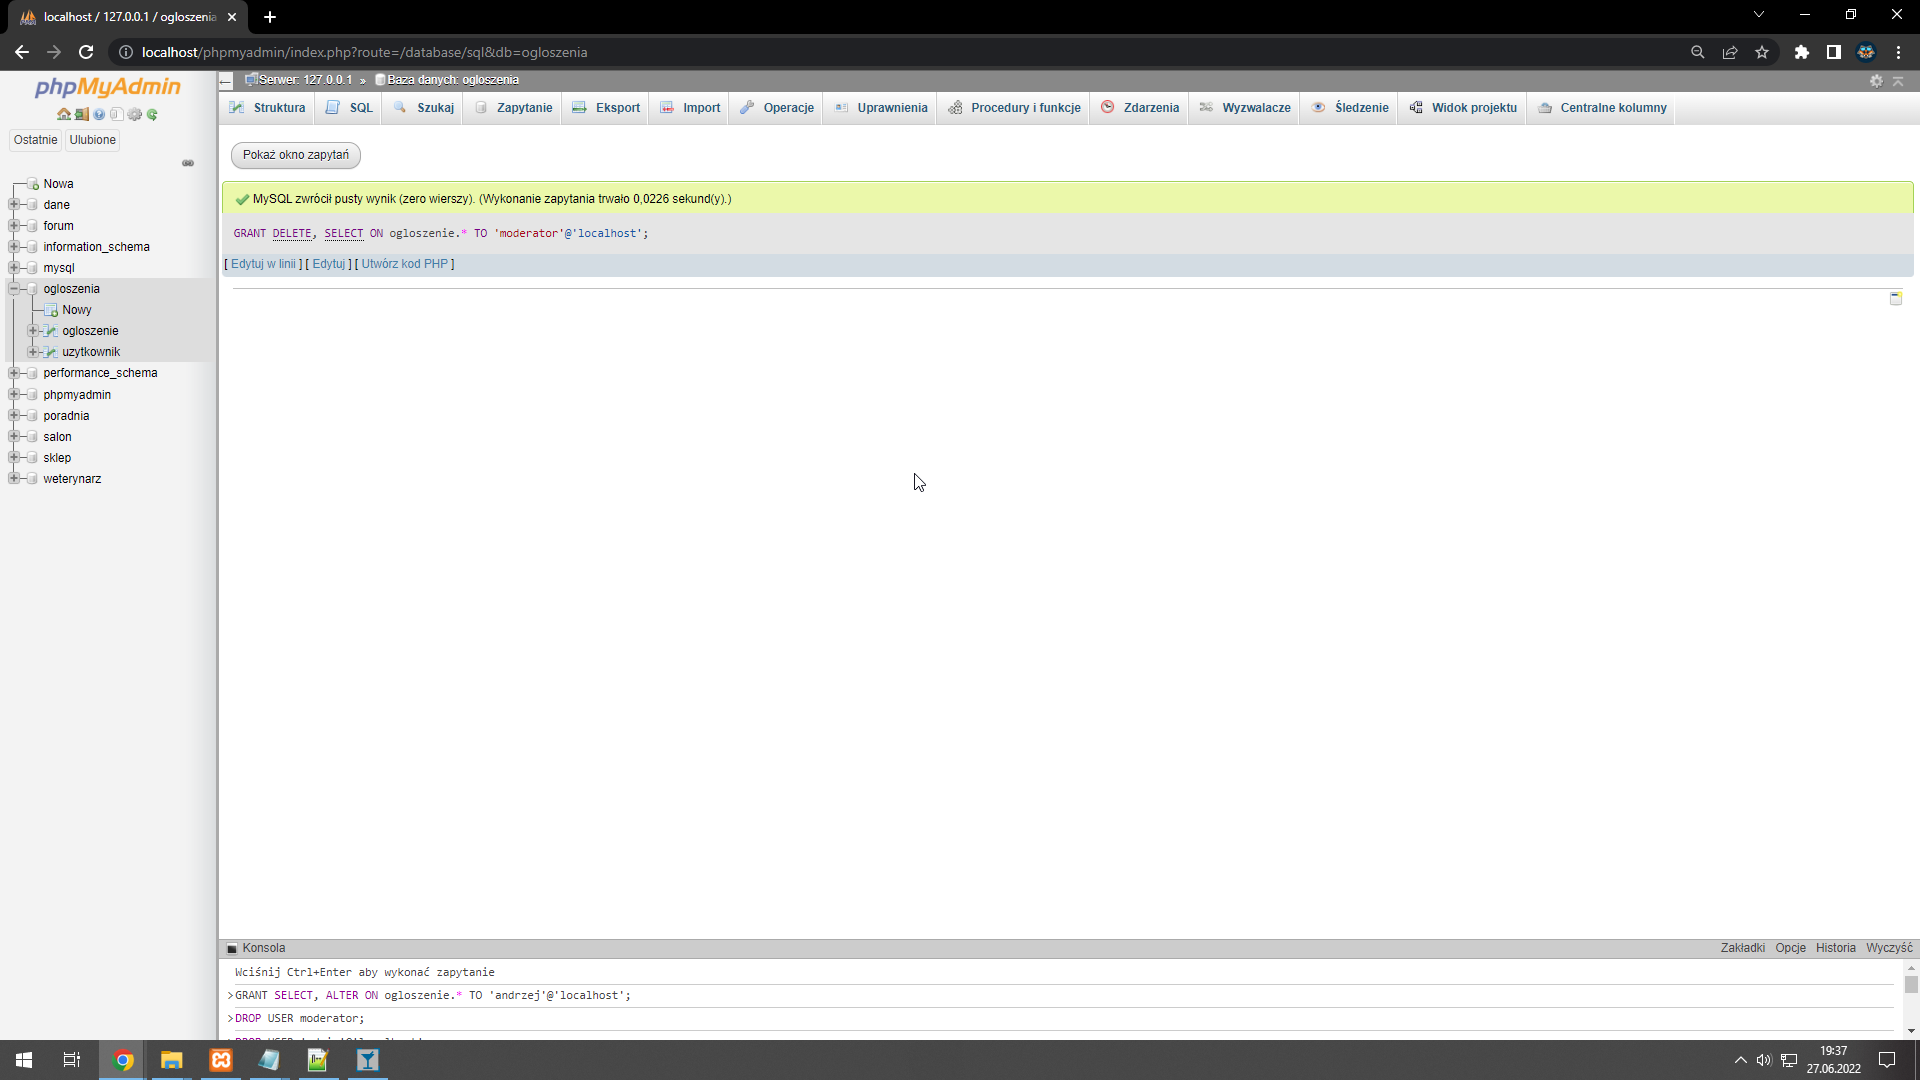 localhost / 127.0.0.1 / ogloszenia
localhost/phpmyadmin/index.php?route=/database/sql&db=ogloszenia
phpMyAdmin
Ostatnie
Ulubione
Nowa
dane
forum
information_schema
mysql
ogloszenia
Nowy
ogloszenie
uzytkownik
performance_schema
phpmyadmin
poradnia
salon
sklep
weterynarz
Serwer: 127.0.0.1 » Baza danych: ogloszenia
Struktura SQL Szukaj Zapytanie Eksport Import Operacje Uprawnienia Procedury i funkcje Zdarzenia Wyzwalacze Śledzenie Widok projektu Centralne kolumny
Pokaż okno zapytań
MySQL zwrócił pusty wynik (zero wierszy). (Wykonanie zapytania trwało 0,0226 sekund(y).)
GRANT DELETE, SELECT ON ogloszenie.* TO 'moderator'@'localhost';
[ Edytuj w linii ] [ Edytuj ] [ Utwórz kod PHP ]
Konsola
Zakładki Opcje Historia Wyczyść
Wciśnij Ctrl+Enter aby wykonać zapytanie
>GRANT SELECT, ALTER ON ogloszenie.* TO 'andrzej'@'localhost';
>DROP USER moderator;
19:37
27.06.2022